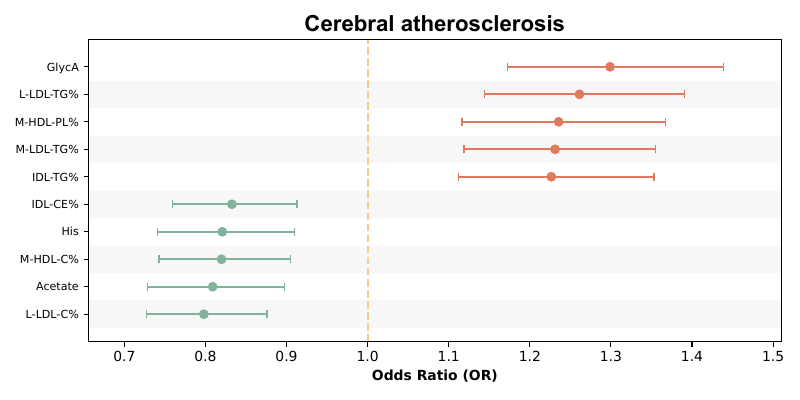 Cerebral atherosclerosis
GlycA
L-LDL-TG%
M-HDL-PL%
M-LDL-TG%
IDL-TG%
IDL-CE%
His
M-HDL-C%
Acetate
L-LDL-C%
0.7 0.8 0.9 1.0 1.1 1.2 1.3 1.4 1.5
Odds Ratio (OR)